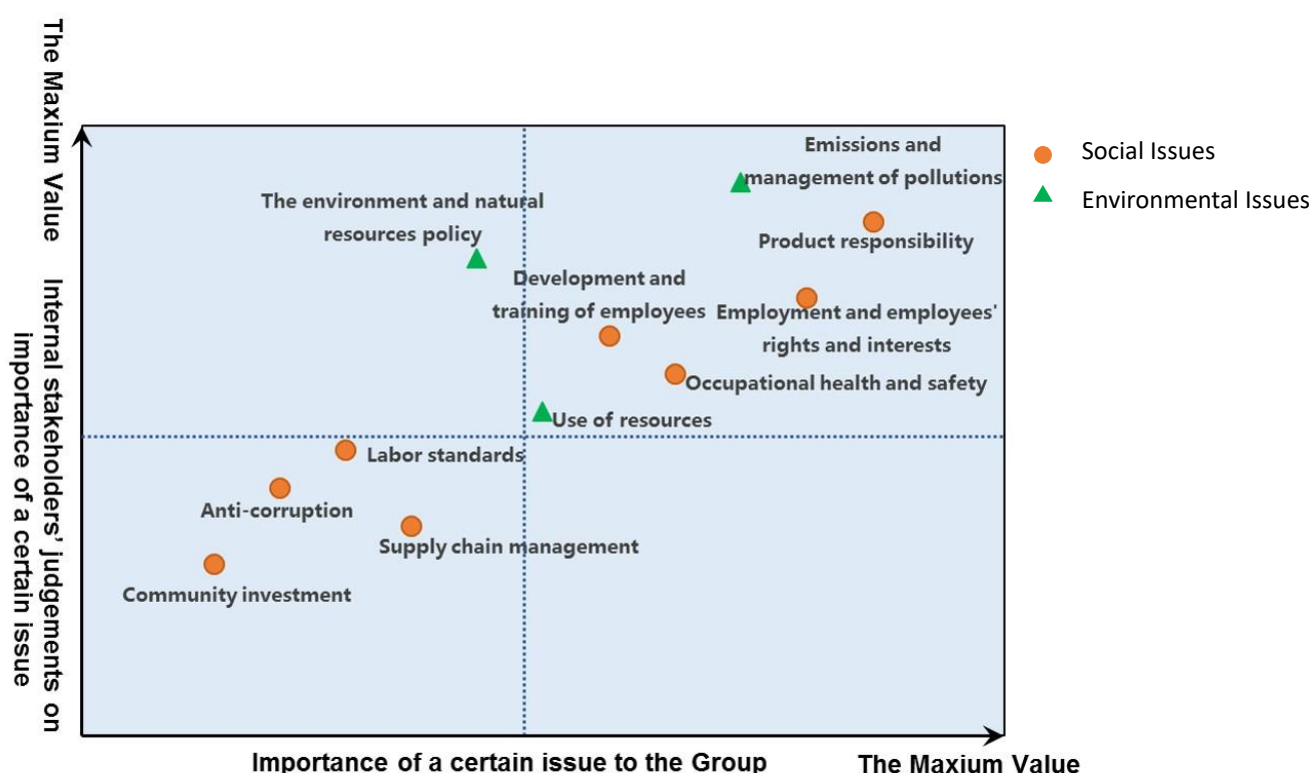 The Maxium Value
Internal stakeholders’ judgements on
importance of a certain issue
Emissions and
management of pollutions
The environment and natural
resources policy
Product responsibility
Development and
training of employees
Employment and employees'
rights and interests
Occupational health and safety
Use of resources
Labor standards
Anti-corruption
Supply chain management
Community investment
Social Issues
Environmental Issues
Importance of a certain issue to the Group
The Maxium Value